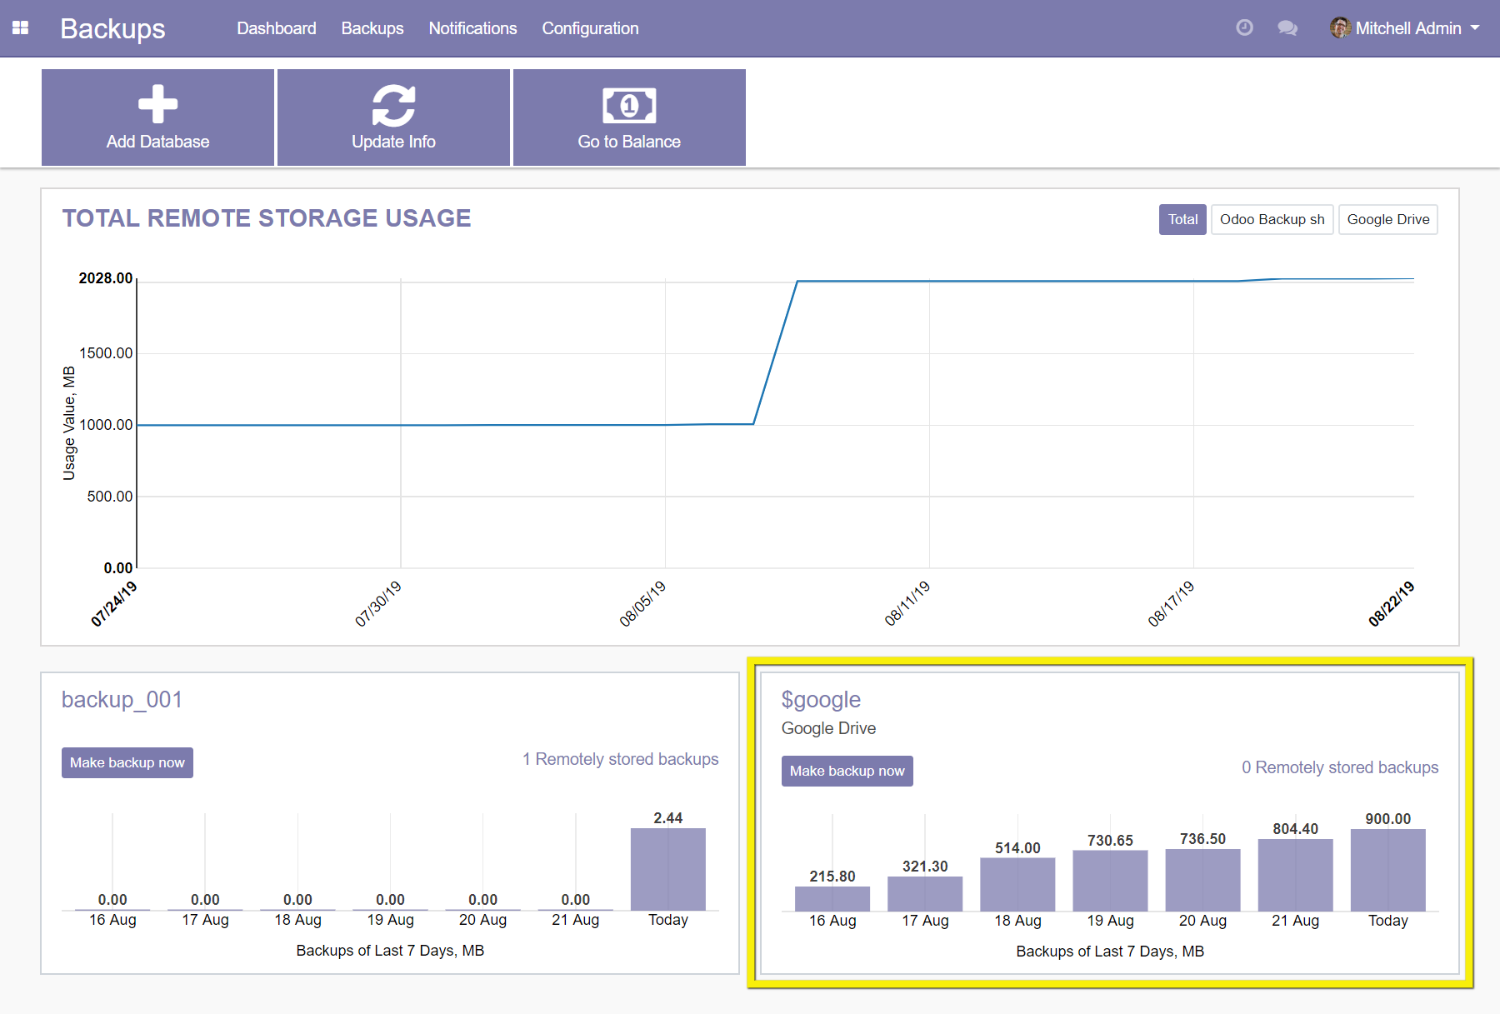 Backups Dashboard Backups Notifications Configuration Mitchell Admin
Add Database Update Info Go to Balance
TOTAL REMOTE STORAGE USAGE
Total Odoo Backup sh Google Drive
2028.00
1500.00
1000.00
500.00
0.00
Usage Value, MB
07/24/19 07/30/19 08/05/19 08/11/19 08/17/19 08/22/19
backup_001
Make backup now
1 Remotely stored backups
0.00 0.00 0.00 0.00 0.00 0.00 2.44
16 Aug 17 Aug 18 Aug 19 Aug 20 Aug 21 Aug Today
Backups of Last 7 Days, MB
$google
Google Drive
Make backup now
0 Remotely stored backups
215.80 321.30 514.00 730.65 736.50 804.40 900.00
16 Aug 17 Aug 18 Aug 19 Aug 20 Aug 21 Aug Today
Backups of Last 7 Days, MB